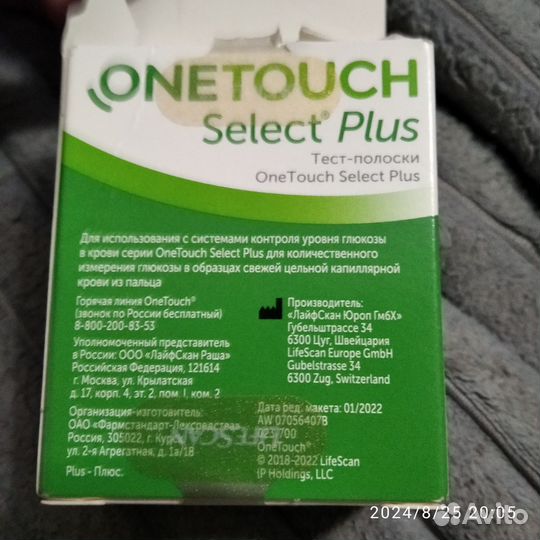 ONETOUCH
Select® Plus
Тест-полоски
OneTouch Select Plus
Для использования с системами контроля уровня глюкозы
в крови серии OneTouch Select Plus для количественного
измерения глюкозы в образцах свежей цельной капиллярной
крови из пальца
Горячая линия OneTouch®
(звонок по России бесплатный)
8-800-200-83-53
Уполномоченный представитель
в России: ООО «ЛайфСкан Раша»
Российская Федерация, 121614
г. Москва, ул. Крылатская
д. 17, корп. 4, эт. 2, пом. I, ком. 2
Организация-изготовитель:
ОАО «Фармстандарт-Лексредства»
Россия, 305022, г. Курск
ул. 2-я Агрегатная, д. 1а/18
Plus - Плюс.
Производитель:
«ЛайфСкан Юроп ГмбХ»
Губельштрассе 34
6300 Цуг, Швейцария
LifeScan Europe GmbH
Gubelstrasse 34
6300 Zug, Switzerland
Дата ред. макета: 01/2022
AW 07056407B
OneTouch®
© 2018-2022 LifeScan
IP Holdings, LLC
LIFESCAN
2024/8/25 20:05
Avito